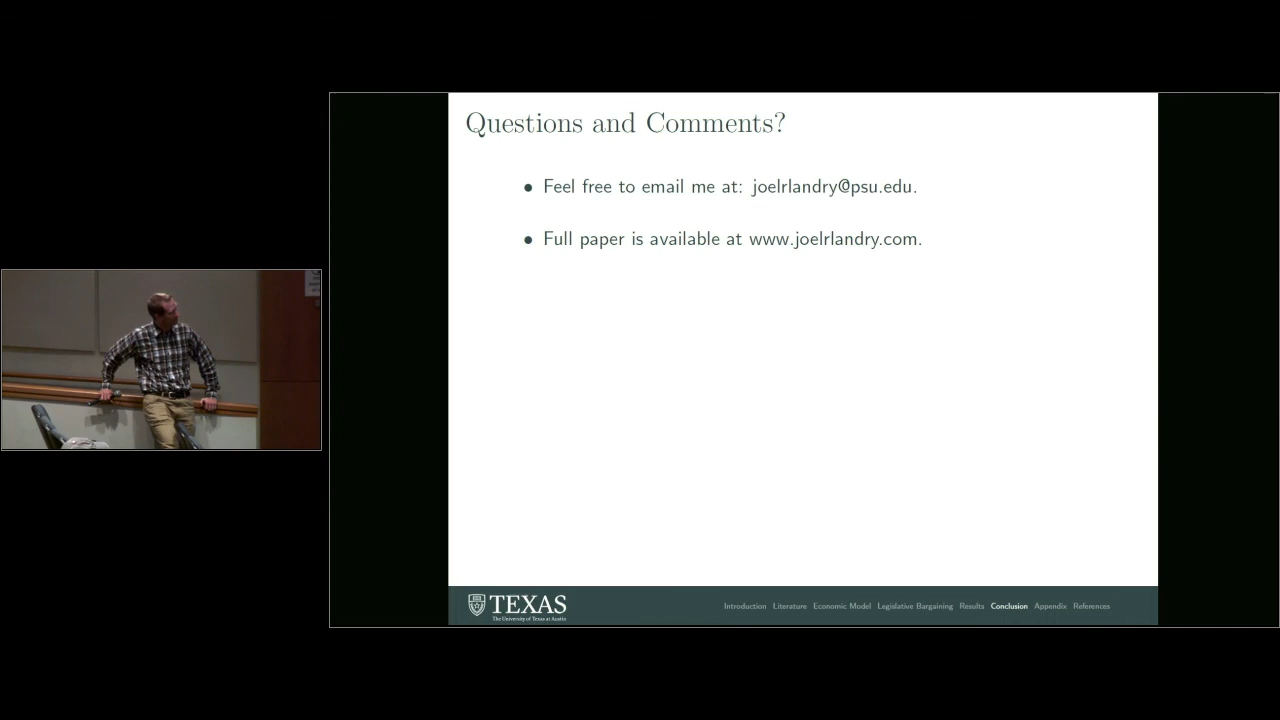 Questions and Comments?
• Feel free to email me at: joelrlandry@psu.edu.
• Full paper is available at www.joelrlandry.com.
TEXAS
The University of Texas at Austin
Introduction Literature Economic Model Legislative Bargaining Results Conclusion Appendix References